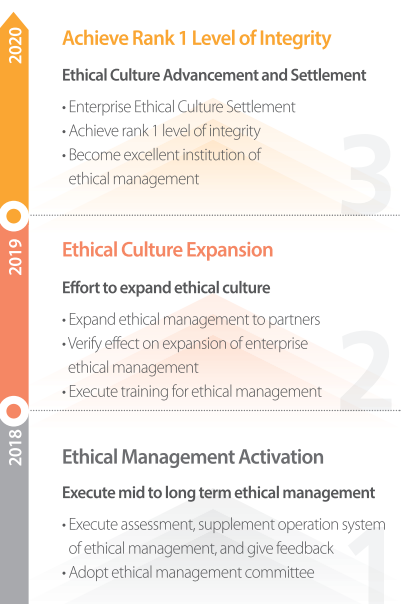 2020
Achieve Rank 1 Level of Integrity
Ethical Culture Advancement and Settlement
• Enterprise Ethical Culture Settlement
• Achieve rank 1 level of integrity
• Become excellent institution of
ethical management
3
2019
Ethical Culture Expansion
Effort to expand ethical culture
• Expand ethical management to partners
• Verify effect on expansion of enterprise
ethical management
• Execute training for ethical management
2
2018
Ethical Management Activation
Execute mid to long term ethical management
• Execute assessment, supplement operation system
of ethical management, and give feedback
• Adopt ethical management committee
1